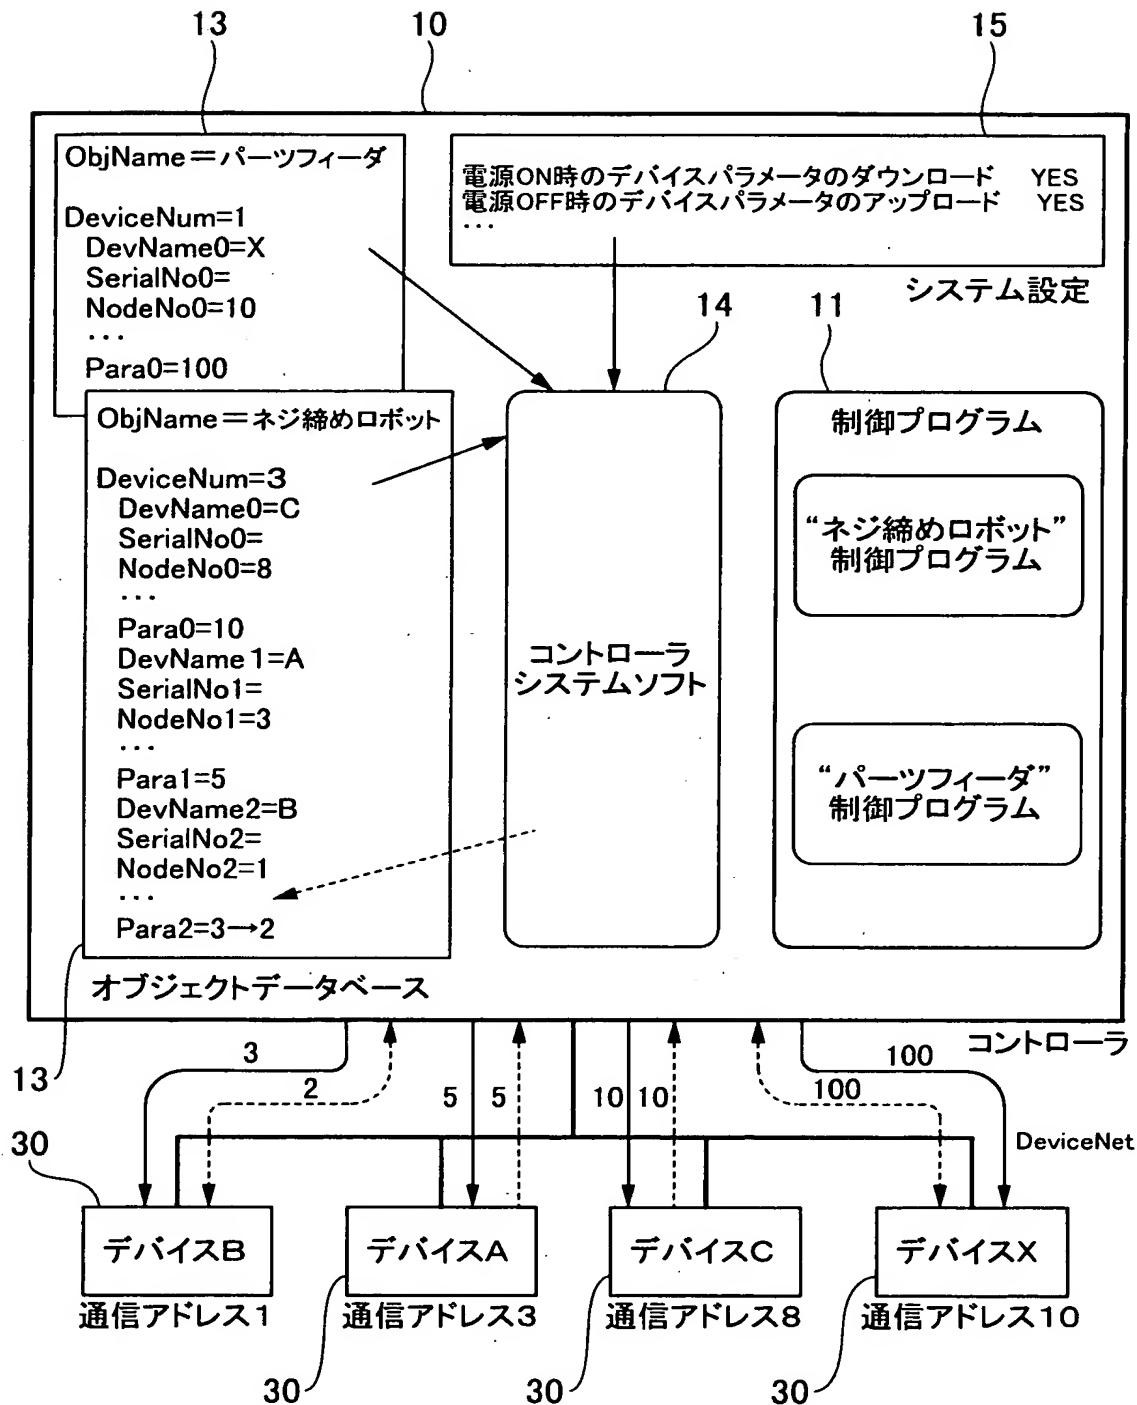 13
10
15
ObjName＝パーツフィーダ
DeviceNum=1
DevName0=X
SerialNo0=
NodeNo0=10
･･･
Para0=100
電源ON時のデバイスパラメータのダウンロード YES
電源OFF時のデバイスパラメータのアップロード YES
･･･
システム設定
14
11
ObjName＝ネジ締めロボット
DeviceNum=3
DevName0=C
SerialNo0=
NodeNo0=8
･･･
Para0=10
DevName1=A
SerialNo1=
NodeNo1=3
･･･
Para1=5
DevName2=B
SerialNo2=
NodeNo2=1
･･･
Para2=3→2
オブジェクトデータベース
コントローラ
システムソフト
制御プログラム
“ネジ締めロボット”
制御プログラム
“パーツフィーダ”
制御プログラム
コントローラ
13
3
2
5
5
10
10
100
100
DeviceNet
30
デバイスB
デバイスA
デバイスC
デバイスX
通信アドレス1
通信アドレス3
通信アドレス8
通信アドレス10
30
30
30